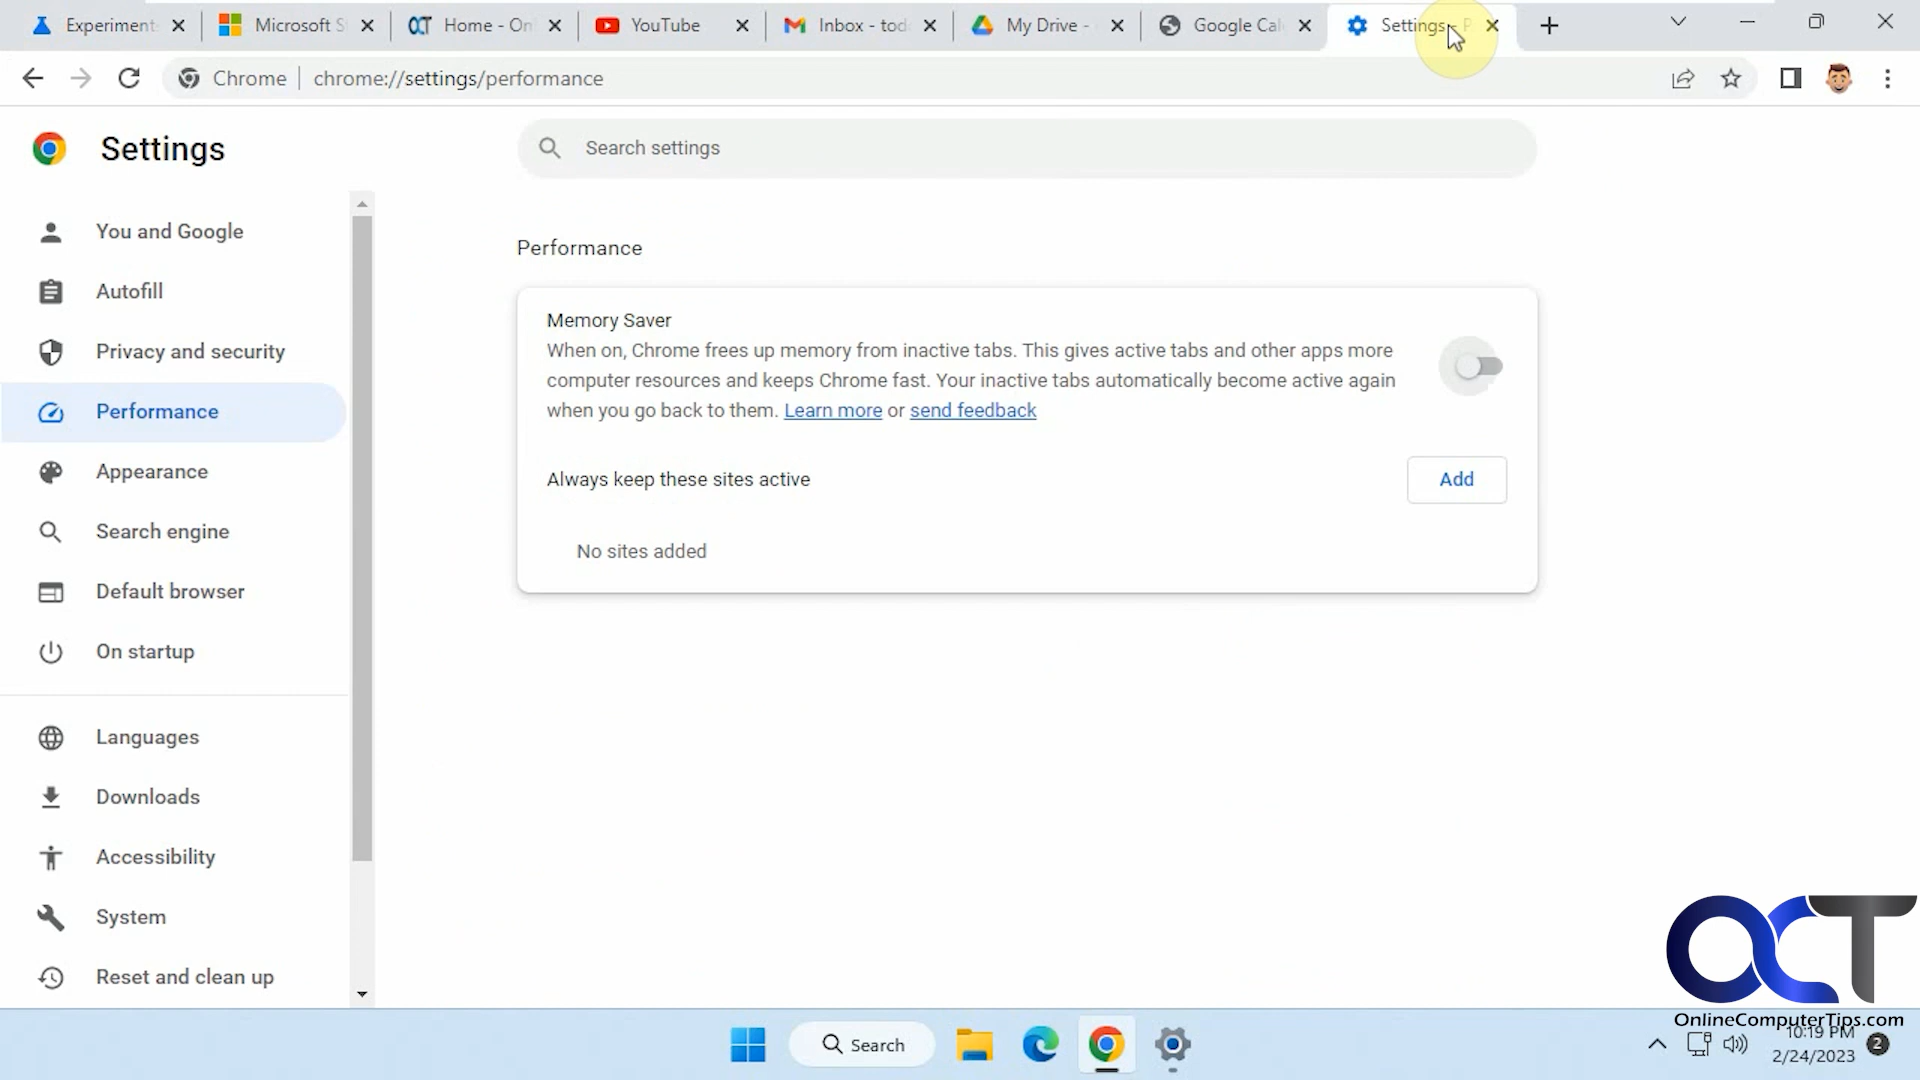 Experiments
Microsoft S
Home - On
YouTube
Inbox - tod
My Drive -
Google Cal
Settings - P
Chrome
chrome://settings/performance
Settings
Search settings
You and Google
Autofill
Privacy and security
Performance
Appearance
Search engine
Default browser
On startup
Languages
Downloads
Accessibility
System
Reset and clean up
Performance
Memory Saver
When on, Chrome frees up memory from inactive tabs. This gives active tabs and other apps more
computer resources and keeps Chrome fast. Your inactive tabs automatically become active again
when you go back to them. Learn more or send feedback
Always keep these sites active
Add
No sites added
OCT
OnlineComputerTips.com
Search
10:19 PM
2/24/2023
2